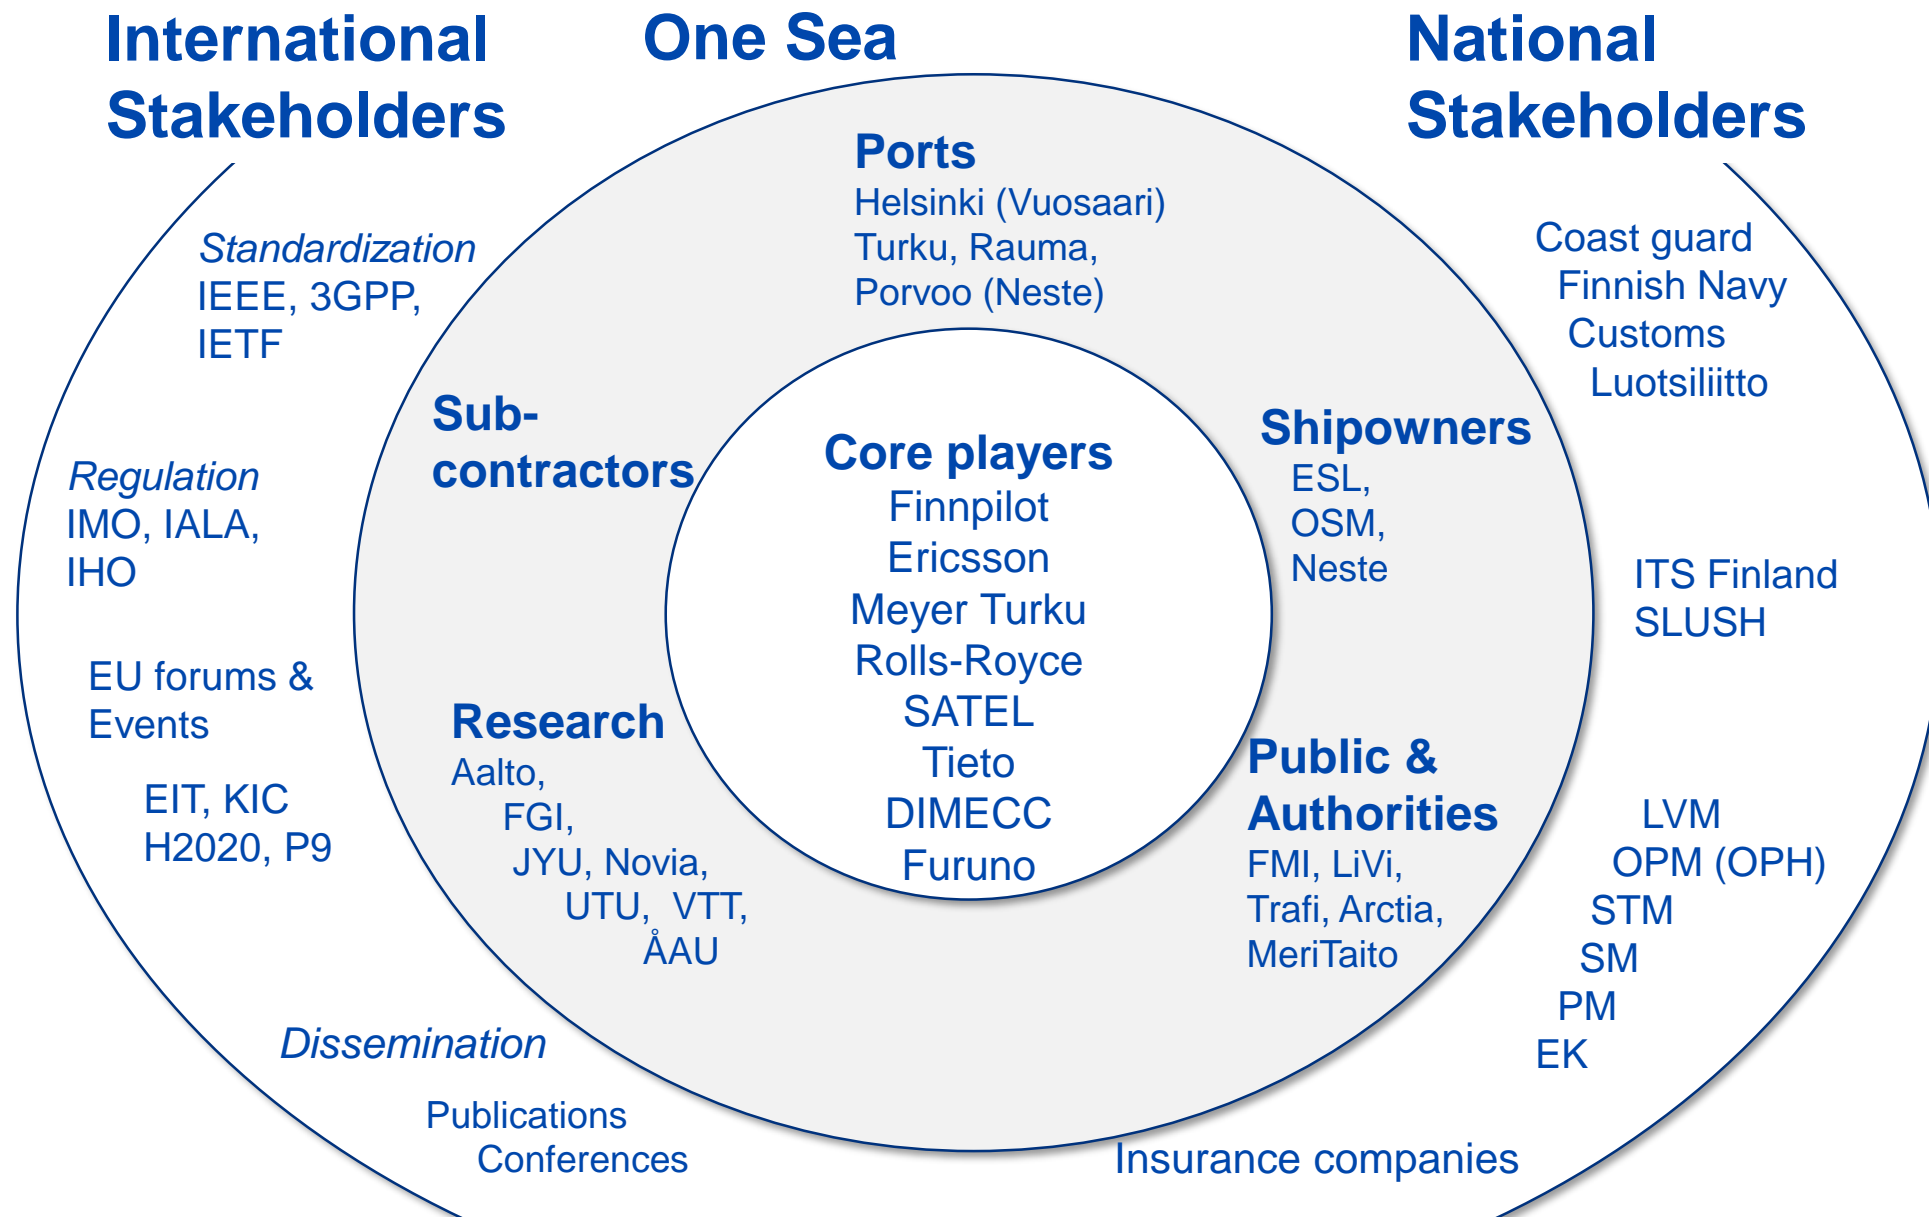 International
Stakeholders
One Sea
National
Stakeholders
Ports
Helsinki (Vuosaari)
Turku, Rauma,
Porvoo (Neste)
Standardization
IEEE, 3GPP,
IETF
Regulation
IMO, IALA,
IHO
EU forums &
Events
EIT, KIC
H2020, P9
Dissemination
Publications
Conferences
Sub-
contractors
Research
Aalto,
FGI,
JYU, Novia,
UTU, VTT,
ÅAU
Core players
Finnpilot
Ericsson
Meyer Turku
Rolls-Royce
SATEL
Tieto
DIMECC
Furuno
Shipowners
ESL,
OSM,
Neste
Public &
Authorities
FMI, LiVi,
Trafi, Arctia,
MeriTaito
Coast guard
Finnish Navy
Customs
Luotsiliitto
ITS Finland
SLUSH
LVM
OPM (OPH)
STM
SM
PM
EK
Insurance companies